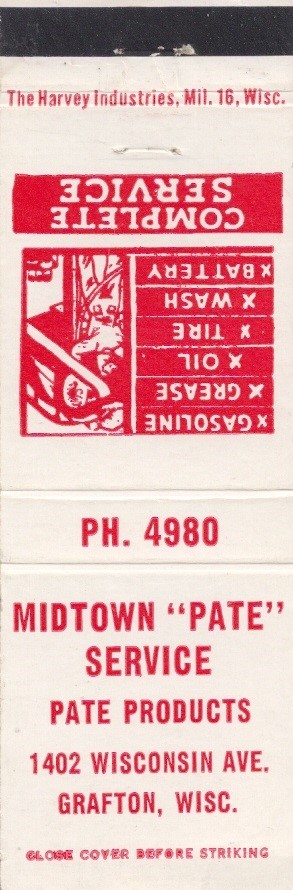 The Harvey Industries, Mil. 16, Wisc.
COMPLETE
SERVICE
x GASOLINE
x GREASE
x OIL
x TIRE
x WASH
x BATTERY
PH. 4980
MIDTOWN "PATE"
SERVICE
PATE PRODUCTS
1402 WISCONSIN AVE.
GRAFTON, WISC.
CLOSE COVER BEFORE STRIKING